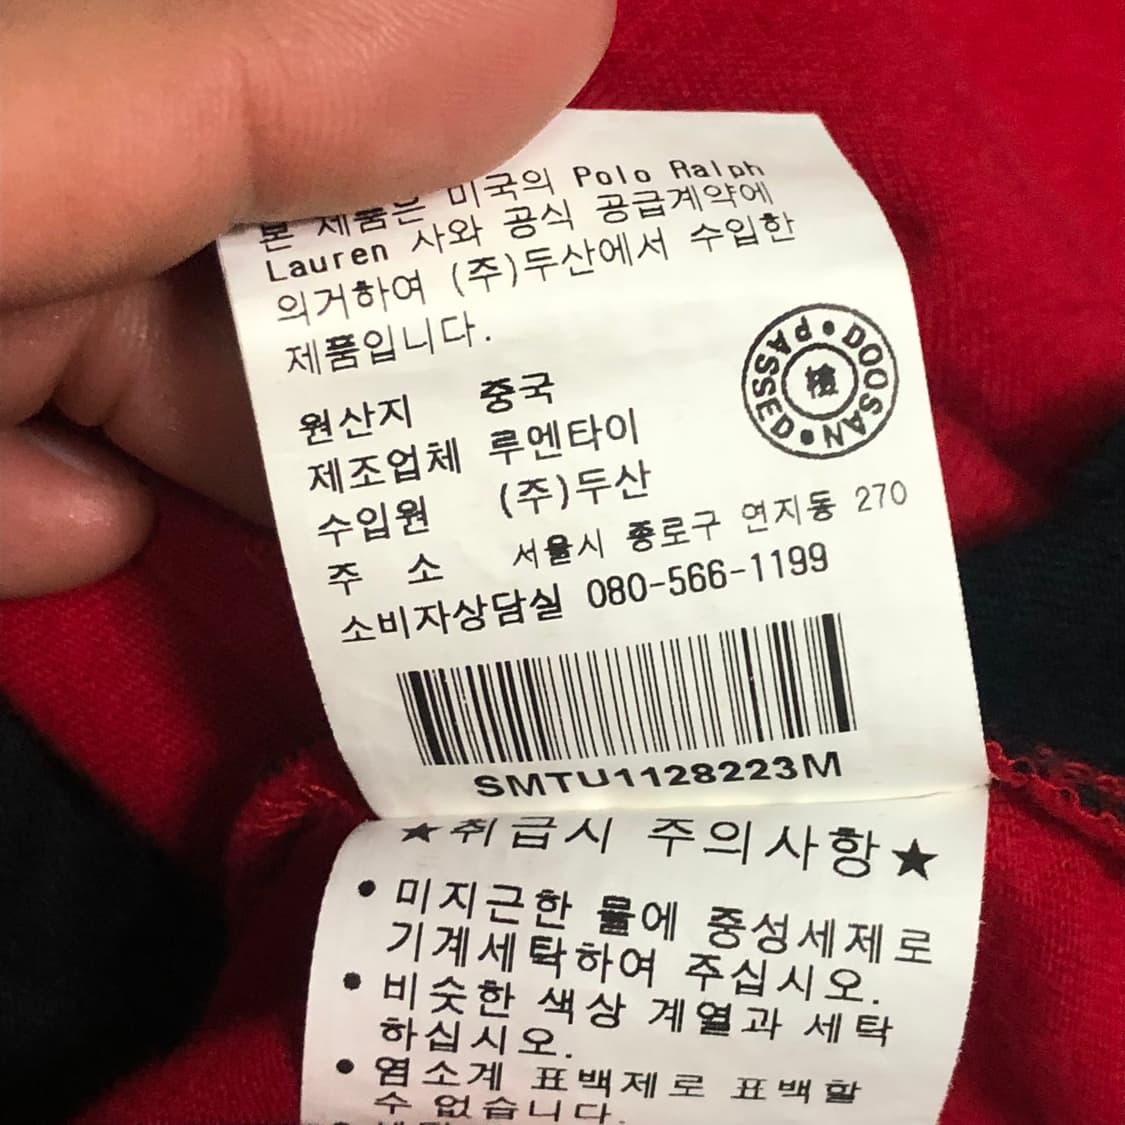 본 제품은 미국의 Polo Ralph
Lauren 사와 공식 공급계약에
의거하여 (주)두산에서 수입한
제품입니다.
DOOSAN • PASSED •
檢
원산지 중국
제조업체 루엔타이
수입원 (주)두산
주 소 서울시 종로구 연지동 270
소비자상담실 080-566-1199
SMTU1128223M
★취급시 주의사항★
• 미지근한 물에 중성세제로
기계세탁하여 주십시오.
• 비슷한 색상 계열과 세탁
하십시오.
• 염소계 표백제로 표백할
수 없습니다.